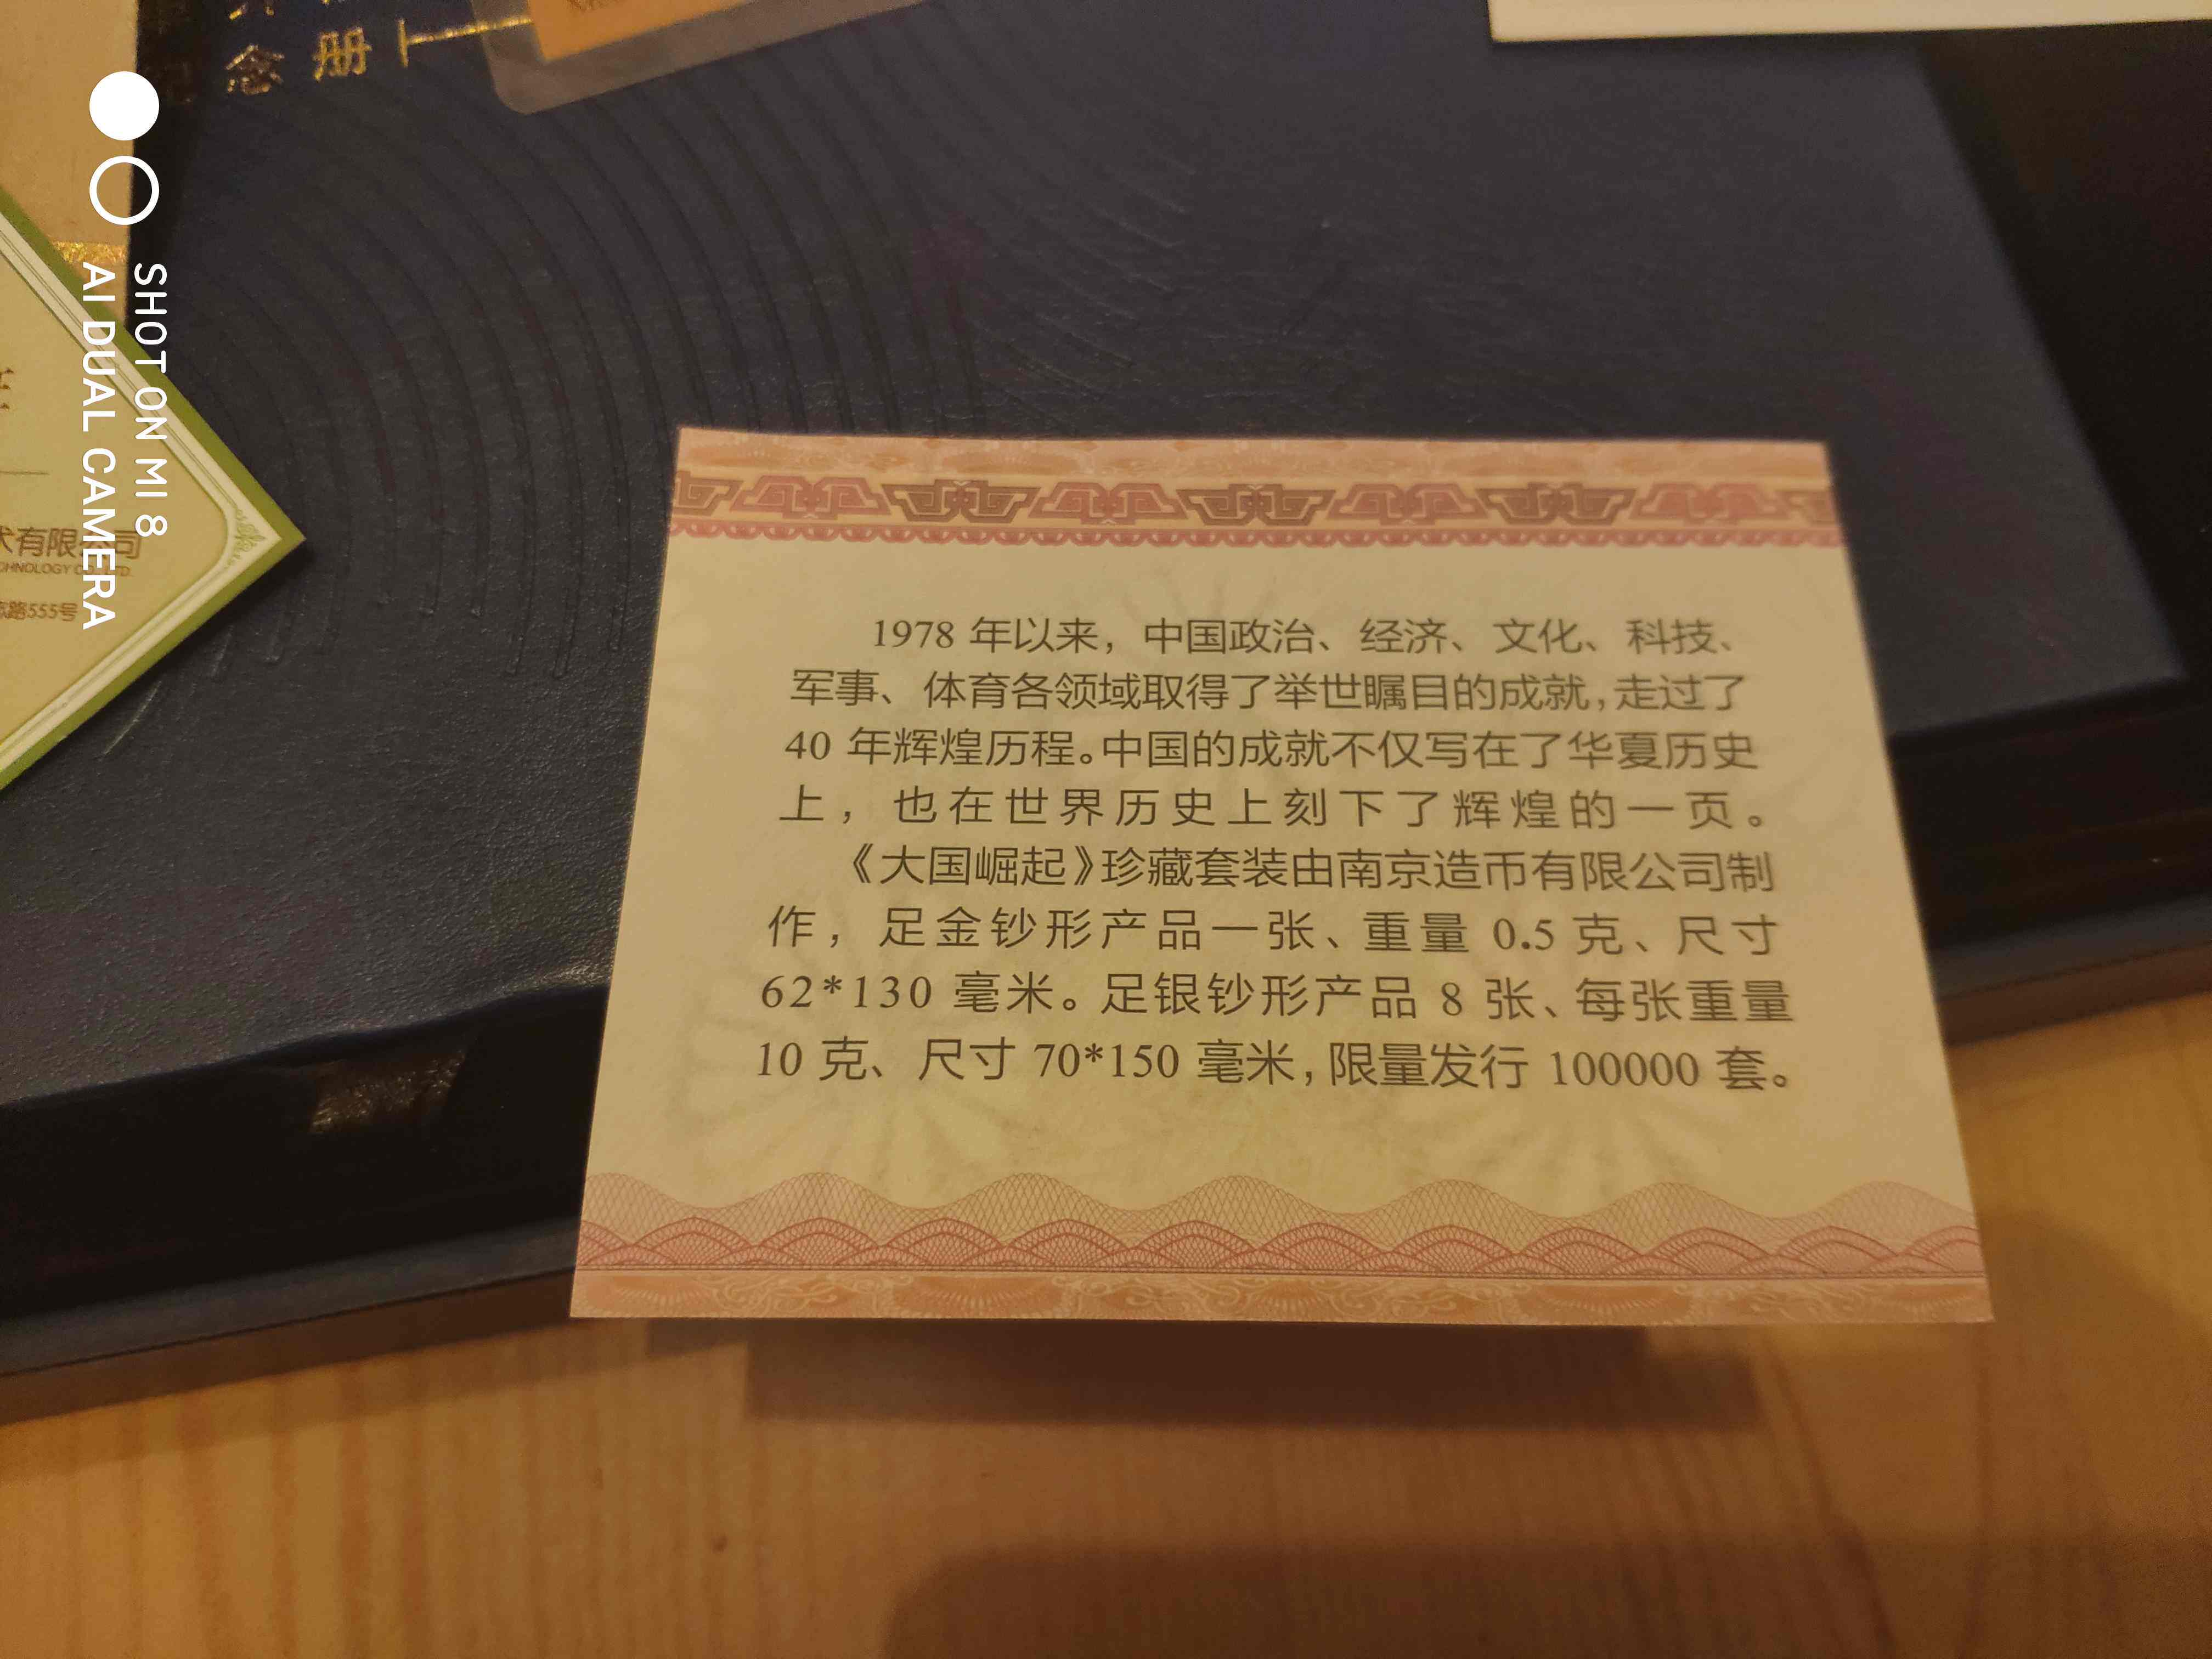 念册
SHOT ON MI 8
AI DUAL CAMERA
有限公司
路555号
1978 年以来，中国政治、经济、文化、科技、
军事、体育各领域取得了举世瞩目的成就，走过了
40 年辉煌历程。中国的成就不仅写在了华夏历史
上，也在世界历史上刻下了辉煌的一页。
《大国崛起》珍藏套装由南京造币有限公司制
作，足金钞形产品一张、重量 0.5 克、尺寸
62*130 毫米。足银钞形产品 8 张、每张重量
10 克、尺寸 70*150 毫米，限量发行 100000 套。